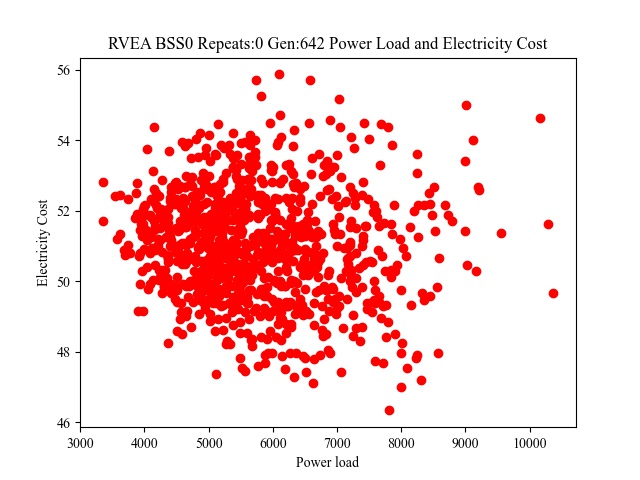 RVEA BSS0 Repeats:0 Gen:642 Power Load and Electricity Cost
56
54
52
50
48
46
Electricity Cost
3000 4000 5000 6000 7000 8000 9000 10000
Power load